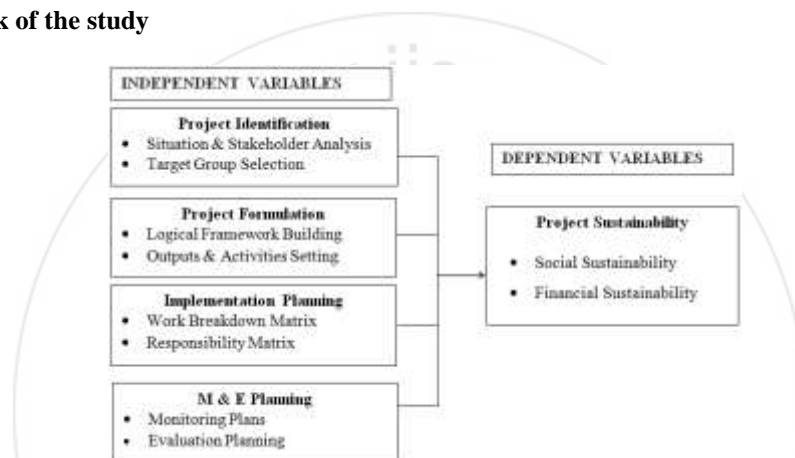 k of the study
INDEPENDENT VARIABLES
Project Identification
• Situation & Stakeholder Analysis
• Target Group Selection
Project Formulation
• Logical Framework Building
• Outputs & Activities Setting
Implementation Planning
• Work Breakdown Matrix
• Responsibility Matrix
M & E Planning
• Monitoring Plans
• Evaluation Planning
DEPENDENT VARIABLES
Project Sustainability
• Social Sustainability
• Financial Sustainability